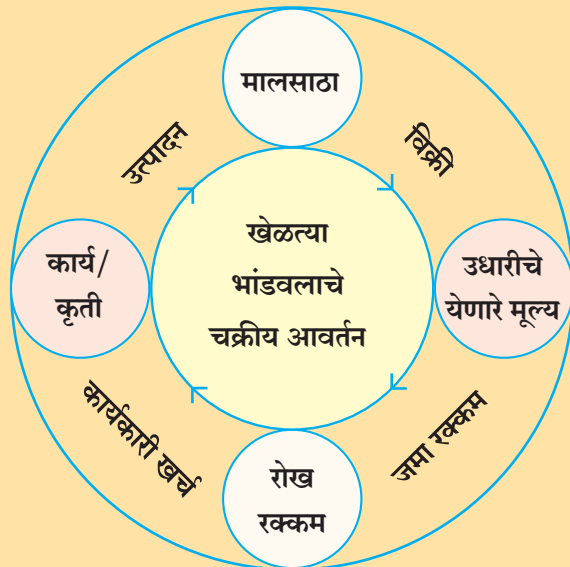 मालसाठा
उत्पादन
विक्री
कार्य/
कृती
खेळत्या
भांडवलाचे
चक्रीय आवर्तन
उधारीचे
येणारे मूल्य
कार्यकारी खर्च
जमा रक्कम
रोख
रक्कम